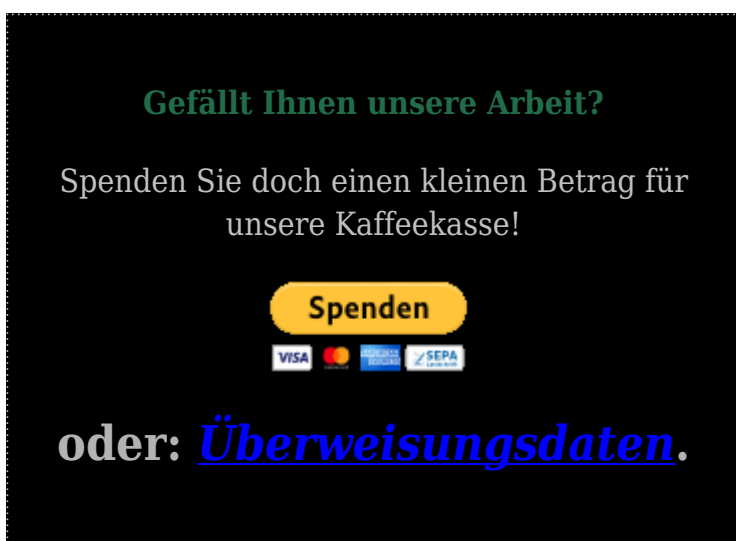 Gefällt Ihnen unsere Arbeit?
Spenden Sie doch einen kleinen Betrag für
unsere Kaffeekasse!
Spenden
VISA SEPA
oder: Überweisungsdaten.